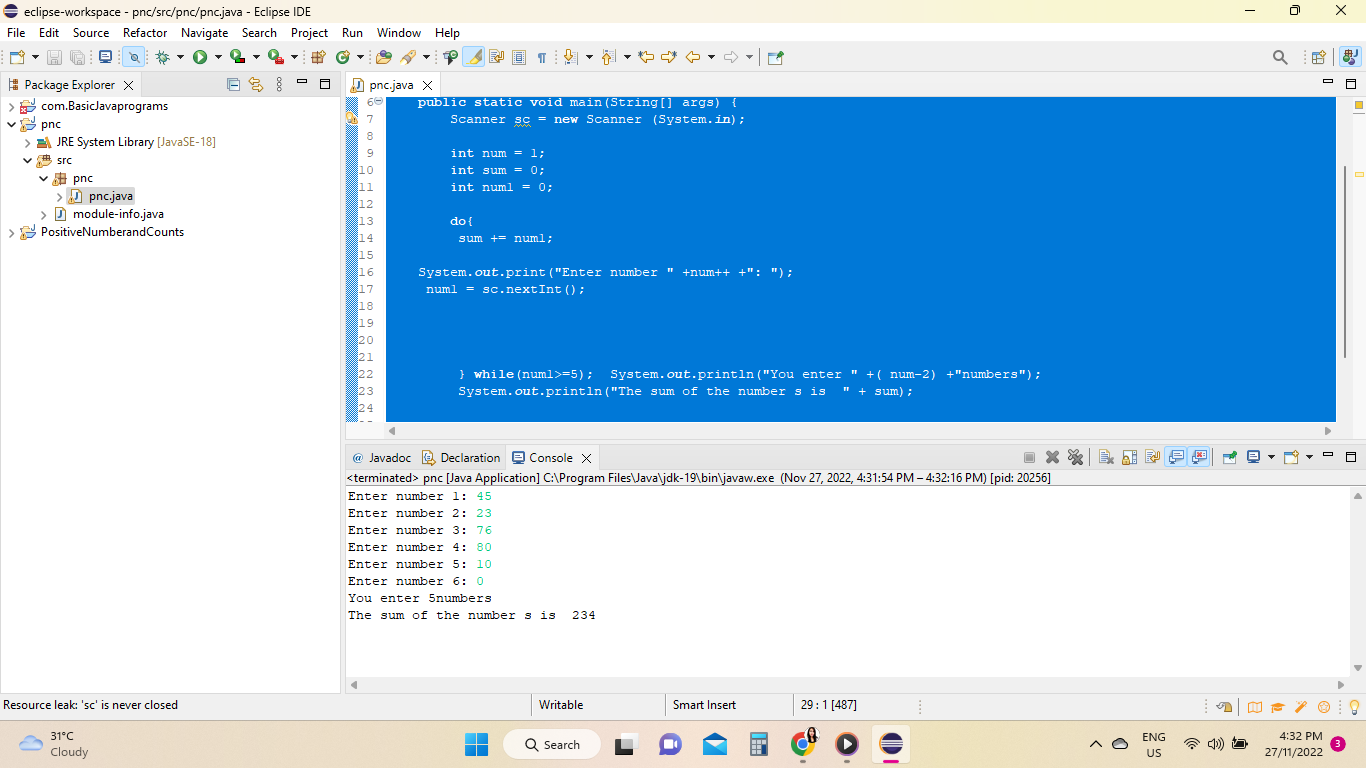 eclipse-workspace - pnc/src/pnc/pnc.java - Eclipse IDE
File Edit Source Refactor Navigate Search Project Run Window Help
Package Explorer
com.BasicJavaprograms
pnc
JRE System Library [JavaSE-18]
src
pnc
pnc.java
module-info.java
PositiveNumberandCounts
pnc.java
6 public static void main(String[] args) {
7 Scanner sc = new Scanner (System.in);
8
9 int num = 1;
10 int sum = 0;
11 int num1 = 0;
12
13 do{
14 sum += num1;
15
16 System.out.print("Enter number " +num++ +": ");
17 num1 = sc.nextInt();
18
19
20
21
22 } while(num1>=5);  System.out.println("You enter " +( num-2) +"numbers");
23 System.out.println("The sum of the number s is  " + sum);
24
@ Javadoc Declaration Console
<terminated> pnc [Java Application] C:\Program Files\Java\jdk-19\bin\javaw.exe (Nov 27, 2022, 4:31:54 PM – 4:32:16 PM) [pid: 20256]
Enter number 1: 45
Enter number 2: 23
Enter number 3: 76
Enter number 4: 80
Enter number 5: 10
Enter number 6: 0
You enter 5numbers
The sum of the number s is  234
Resource leak: 'sc' is never closed
Writable
Smart Insert
29 : 1 [487]
31°C
Cloudy
Search
ENG
US
4:32 PM
27/11/2022
3